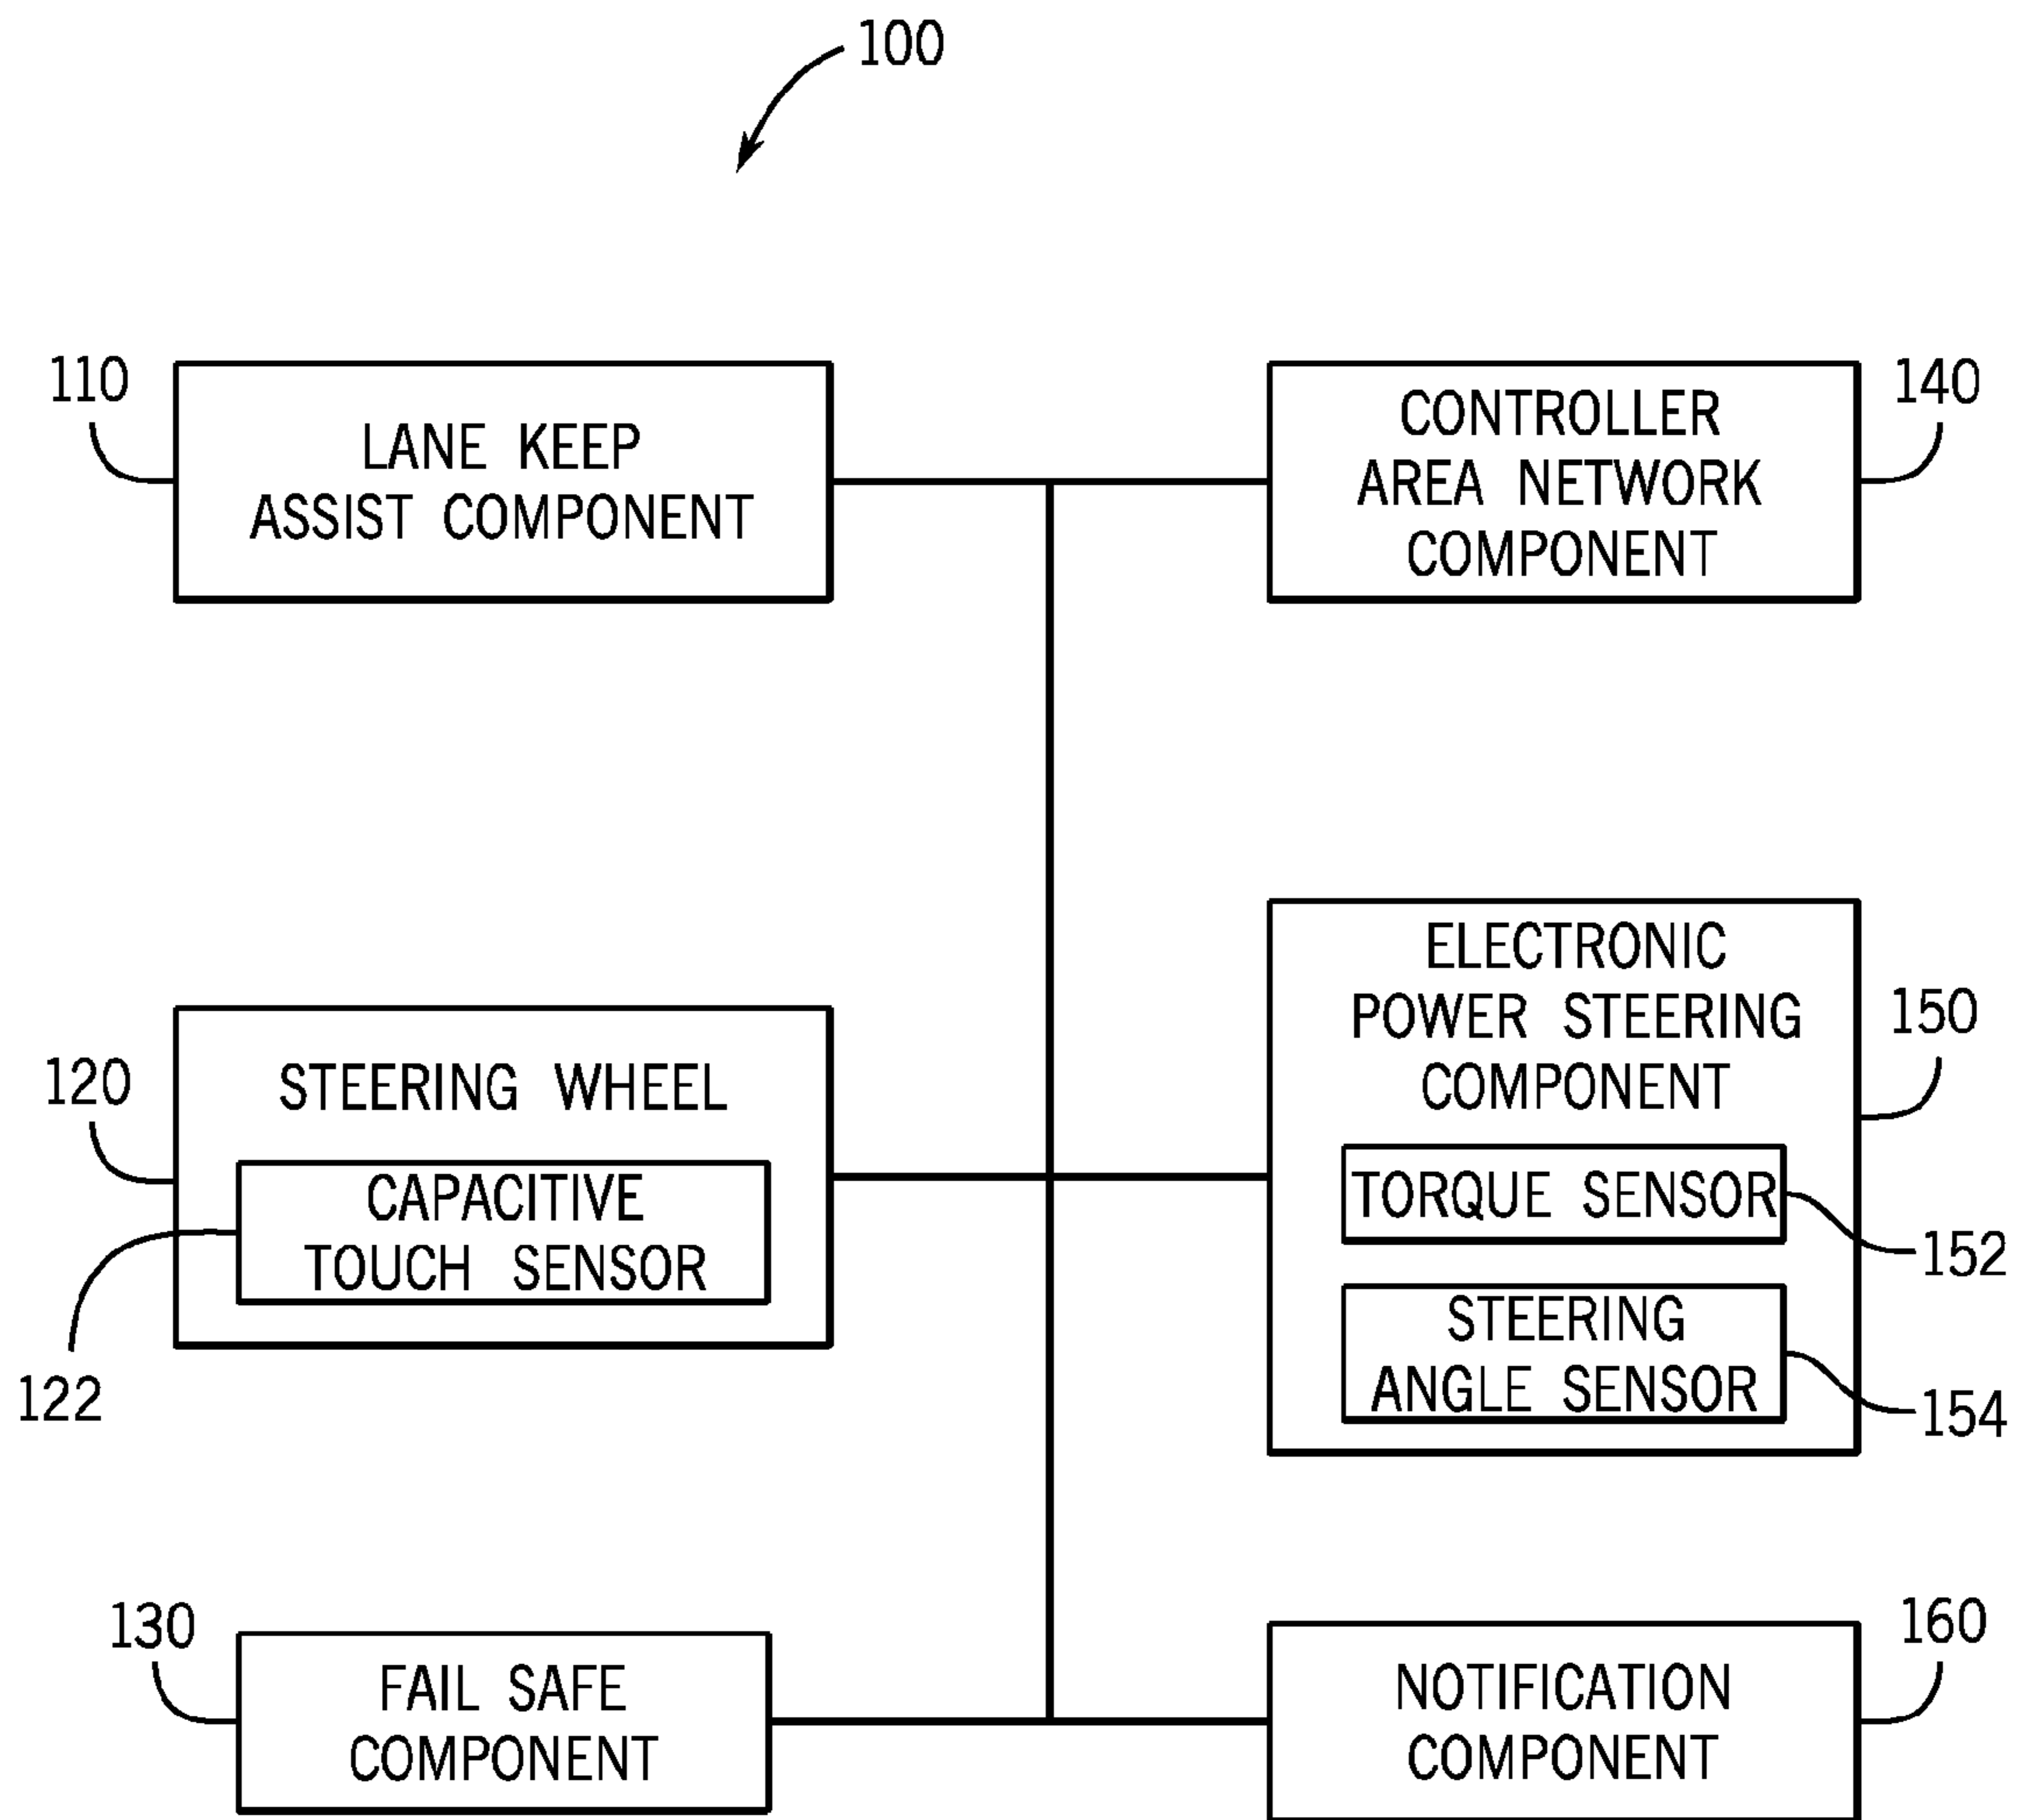 100
110
LANE KEEP
ASSIST COMPONENT
CONTROLLER
AREA NETWORK
COMPONENT
140
120
STEERING WHEEL
CAPACITIVE
TOUCH SENSOR
122
ELECTRONIC
POWER STEERING
COMPONENT
150
TORQUE SENSOR
152
STEERING
ANGLE SENSOR
154
130
FAIL SAFE
COMPONENT
NOTIFICATION
COMPONENT
160